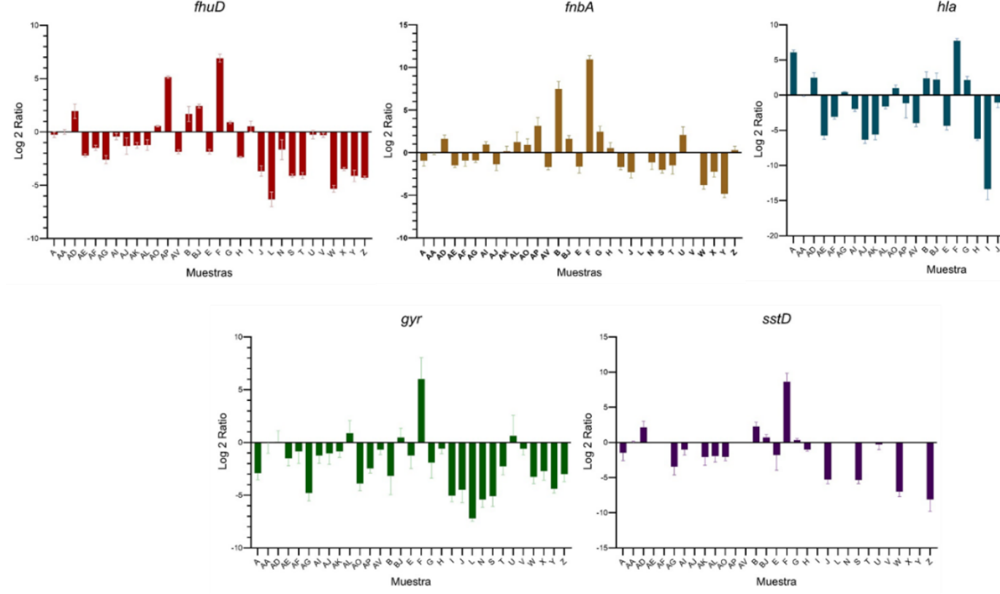 fhuD
Log 2 Ratio
10
5
0
-5
-10
A AA AD AE AF AG AI AJ AK AL AO AP AV B BJ E F G H I J L N S T U V W X Y Z
Muestras
fnbA
Log 2 Ratio
15
10
5
0
-5
-10
A AA AD AE AF AG AI AJ AK AL AO AP AV B BJ E F G H I J L N S T U V W X Y Z
Muestras
hla
Log 2 Ratio
10
5
0
-5
-10
-15
-20
A AA AD AE AF AG AI AJ AK AL AO AP AV B BJ E F G H I J
Muestra
gyr
Log 2 Ratio
10
5
0
-5
-10
A AA AD AE AF AG AI AJ AK AL AO AP AV B BJ E F G H I J L N S T U V W X Y Z
Muestra
sstD
Log 2 Ratio
15
10
5
0
-5
-10
-15
A AA AD AE AF AG AI AJ AK AL AO AP AV B BJ E F G H I J L N S T U V W X Y Z
Muestra